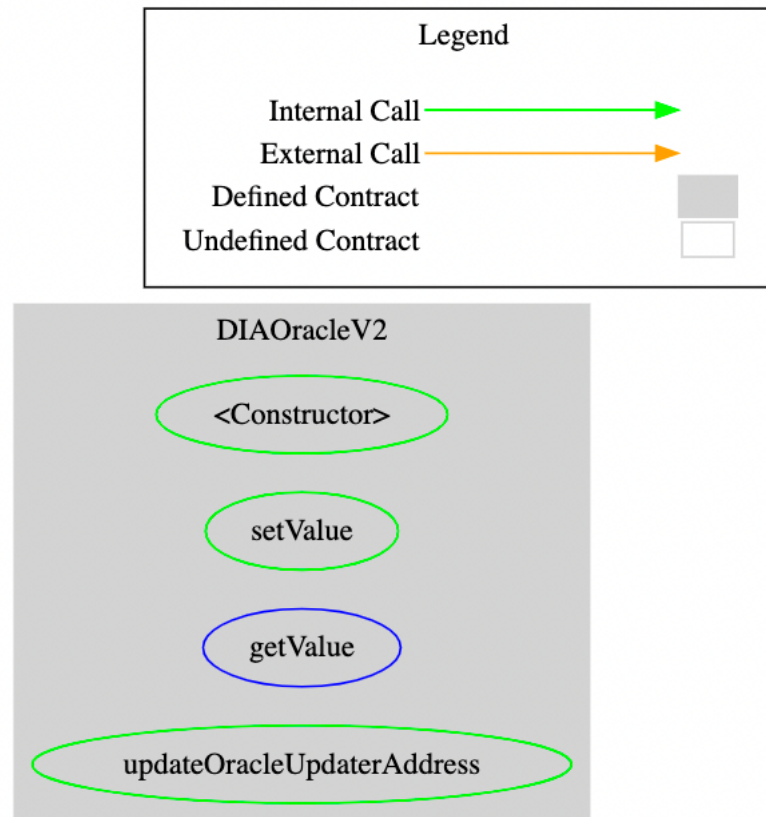 Legend
Internal Call
External Call
Defined Contract
Undefined Contract
DIAOracleV2
<Constructor>
setValue
getValue
updateOracleUpdaterAddress